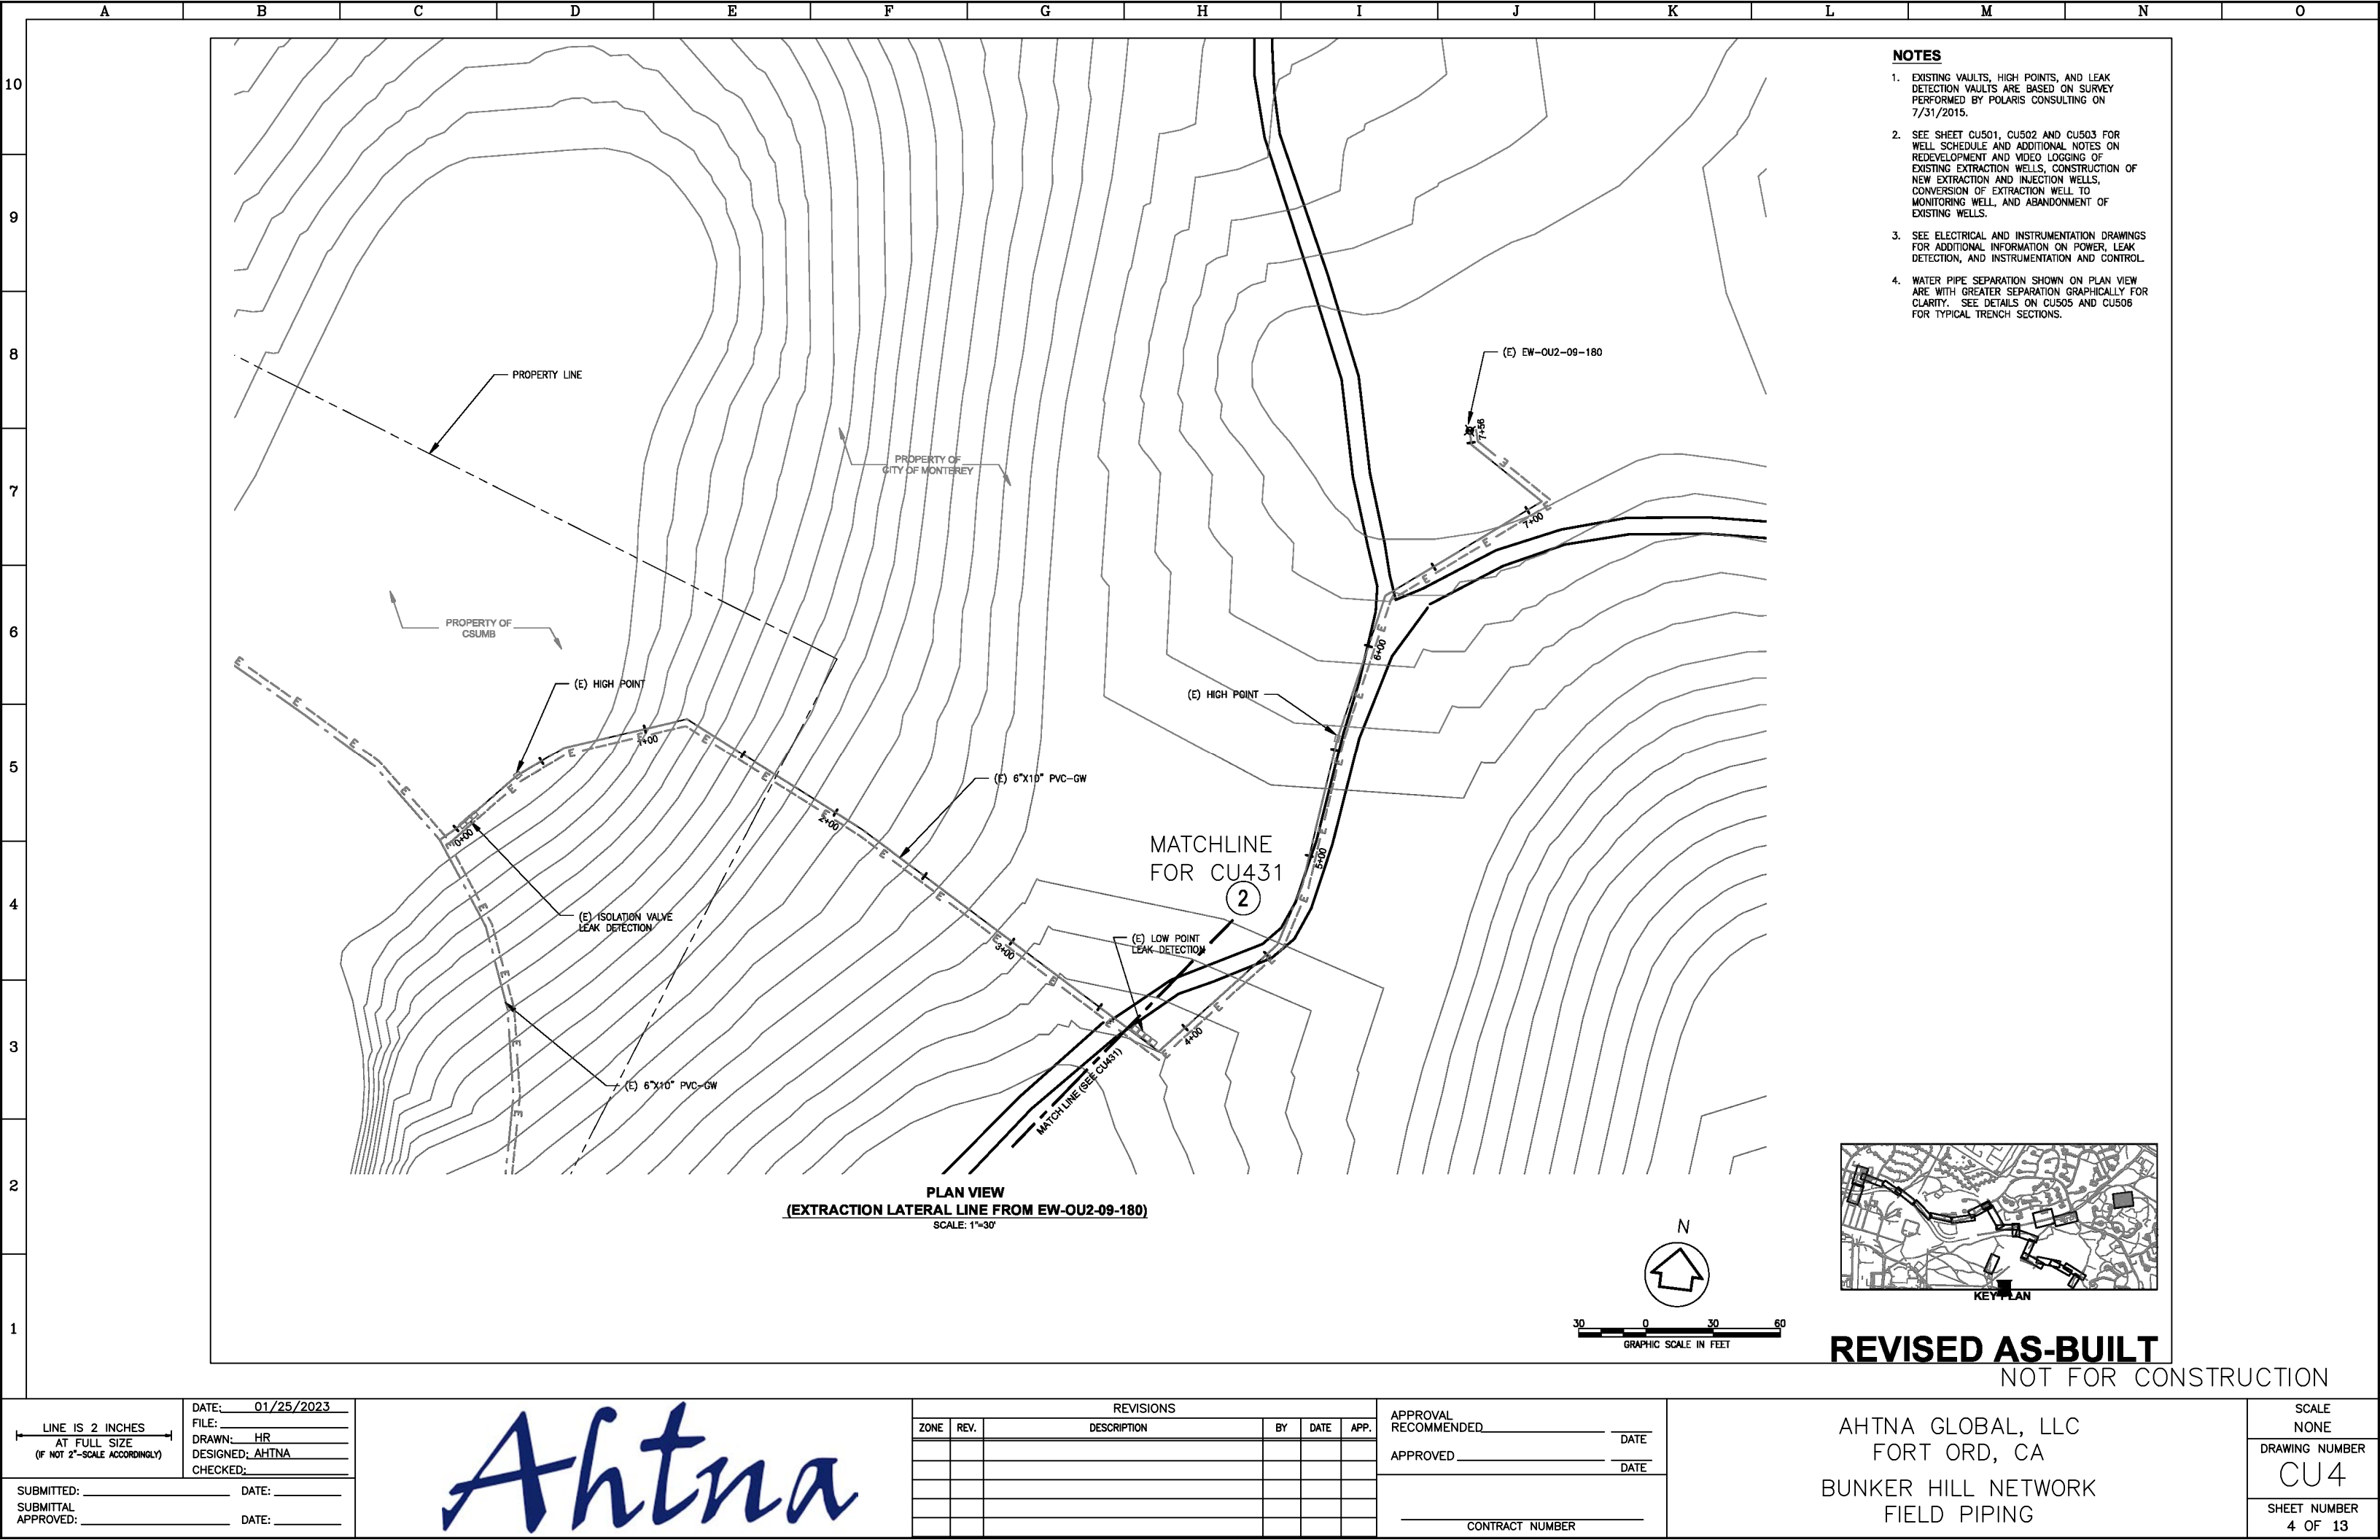 A B C D E F G H I J K L M N O
10
9
8
7
6
5
4
3
2
1
NOTES
1. EXISTING VAULTS, HIGH POINTS, AND LEAK
DETECTION VAULTS ARE BASED ON SURVEY
PERFORMED BY POLARIS CONSULTING ON
7/31/2015.
2. SEE SHEET CU501, CU502 AND CU503 FOR
WELL SCHEDULE AND ADDITIONAL NOTES ON
REDEVELOPMENT AND VIDEO LOGGING OF
EXISTING EXTRACTION WELLS, CONSTRUCTION OF
NEW EXTRACTION AND INJECTION WELLS,
CONVERSION OF EXTRACTION WELL TO
MONITORING WELL, AND ABANDONMENT OF
EXISTING WELLS.
3. SEE ELECTRICAL AND INSTRUMENTATION DRAWINGS
FOR ADDITIONAL INFORMATION ON POWER, LEAK
DETECTION, AND INSTRUMENTATION AND CONTROL.
4. WATER PIPE SEPARATION SHOWN ON PLAN VIEW
ARE WITH GREATER SEPARATION GRAPHICALLY FOR
CLARITY. SEE DETAILS ON CU505 AND CU506
FOR TYPICAL TRENCH SECTIONS.
(E) EW-OU2-09-180
PROPERTY LINE
7+56
PROPERTY OF
CITY OF MONTEREY
7+00
PROPERTY OF
CSUMB
6+00
(E) HIGH POINT
(E) HIGH POINT
1+00
(E) 6"X10" PVC-GW
2+00
0+00
5+00
MATCHLINE
FOR CU431
2
(E) ISOLATION VALVE
LEAK DETECTION
(E) LOW POINT
LEAK DETECTION
3+00
4+00
MATCH LINE (SEE CU431)
(E) 6"X10" PVC-GW
PLAN VIEW
(EXTRACTION LATERAL LINE FROM EW-OU2-09-180)
SCALE: 1"=30'
N
30 0 30 60
GRAPHIC SCALE IN FEET
KEY PLAN
REVISED AS-BUILT
NOT FOR CONSTRUCTION
LINE IS 2 INCHES
AT FULL SIZE
(IF NOT 2"-SCALE ACCORDINGLY)
DATE: 01/25/2023
FILE:
DRAWN: HR
DESIGNED: AHTNA
CHECKED:
SUBMITTED: DATE:
SUBMITTAL
APPROVED: DATE:
Ahtna
REVISIONS
ZONE REV. DESCRIPTION BY DATE APP.
APPROVAL
RECOMMENDED
DATE
APPROVED
DATE
CONTRACT NUMBER
AHTNA GLOBAL, LLC
FORT ORD, CA
BUNKER HILL NETWORK
FIELD PIPING
SCALE
NONE
DRAWING NUMBER
CU4
SHEET NUMBER
4 OF 13